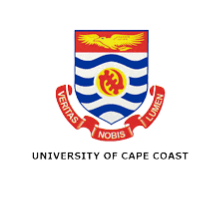 VERITAS
NOBIS
LUMEN
UNIVERSITY OF CAPE COAST